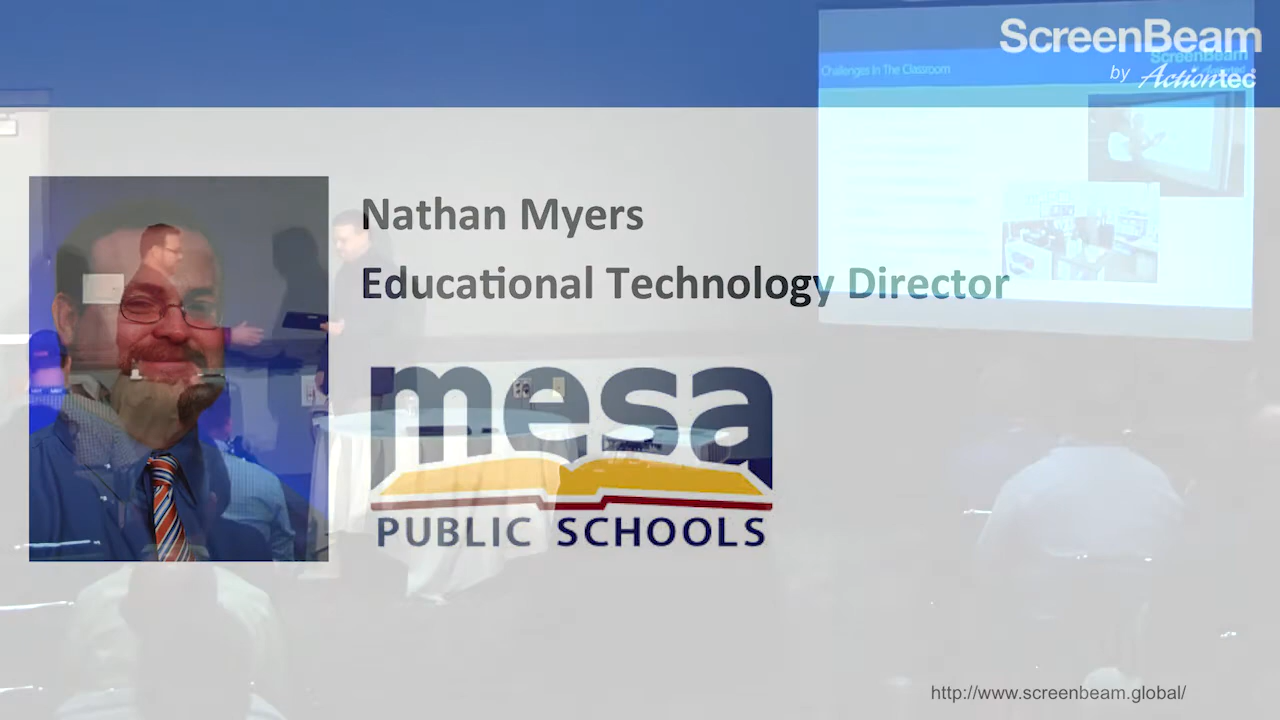 ScreenBeam
ScreenBeam
by Actiontec
Challenges In The Classroom
Nathan Myers
Educational Technology Director
mesa
PUBLIC SCHOOLS
http://www.screenbeam.global/